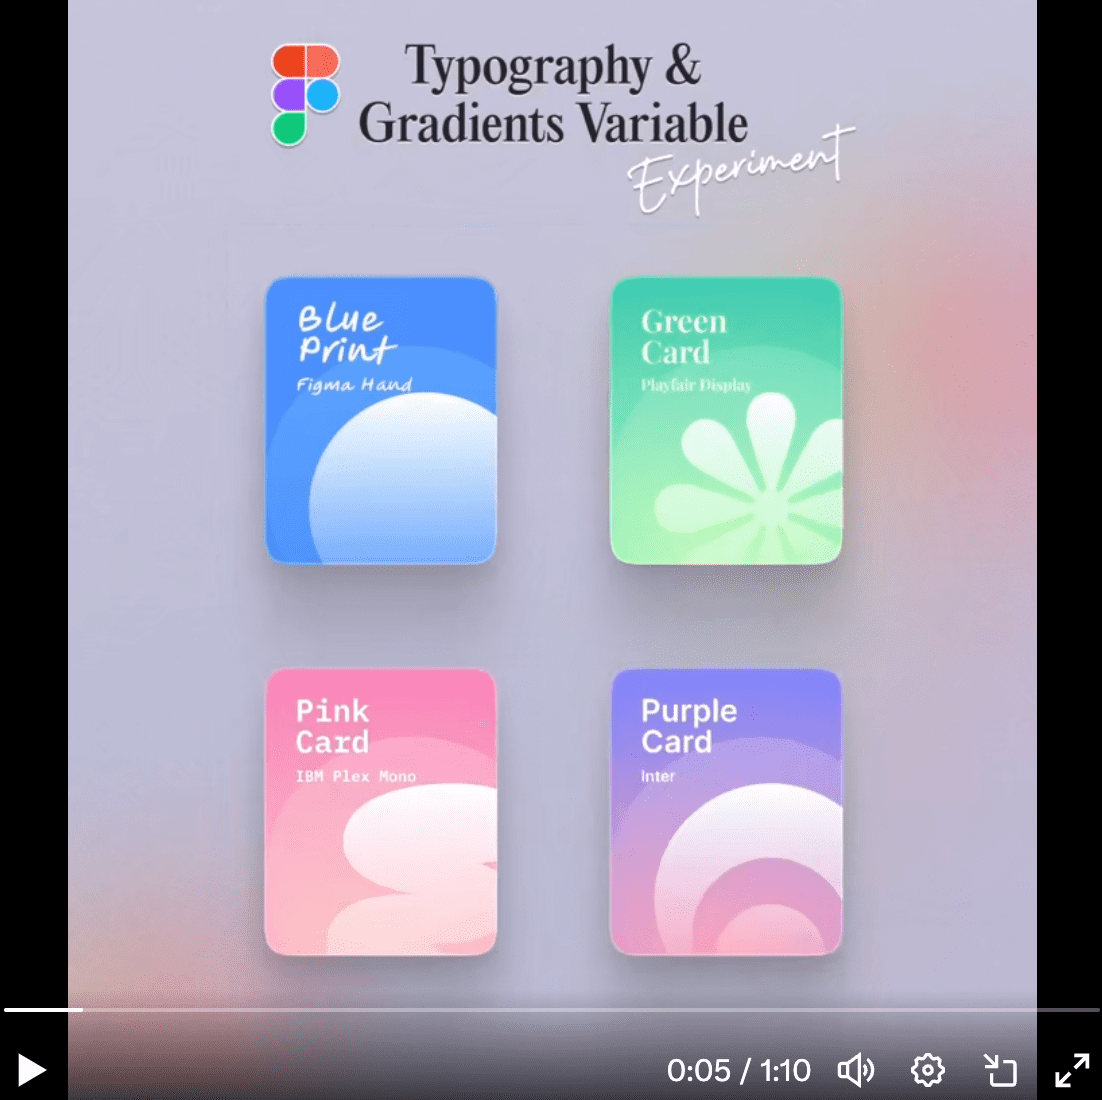 Typography &
Gradients Variable
Experiment
Blue
Print
Figma Hand
Green
Card
Playfair Display
Pink
Card
IBM Plex Mono
Purple
Card
Inter
0:05 / 1:10